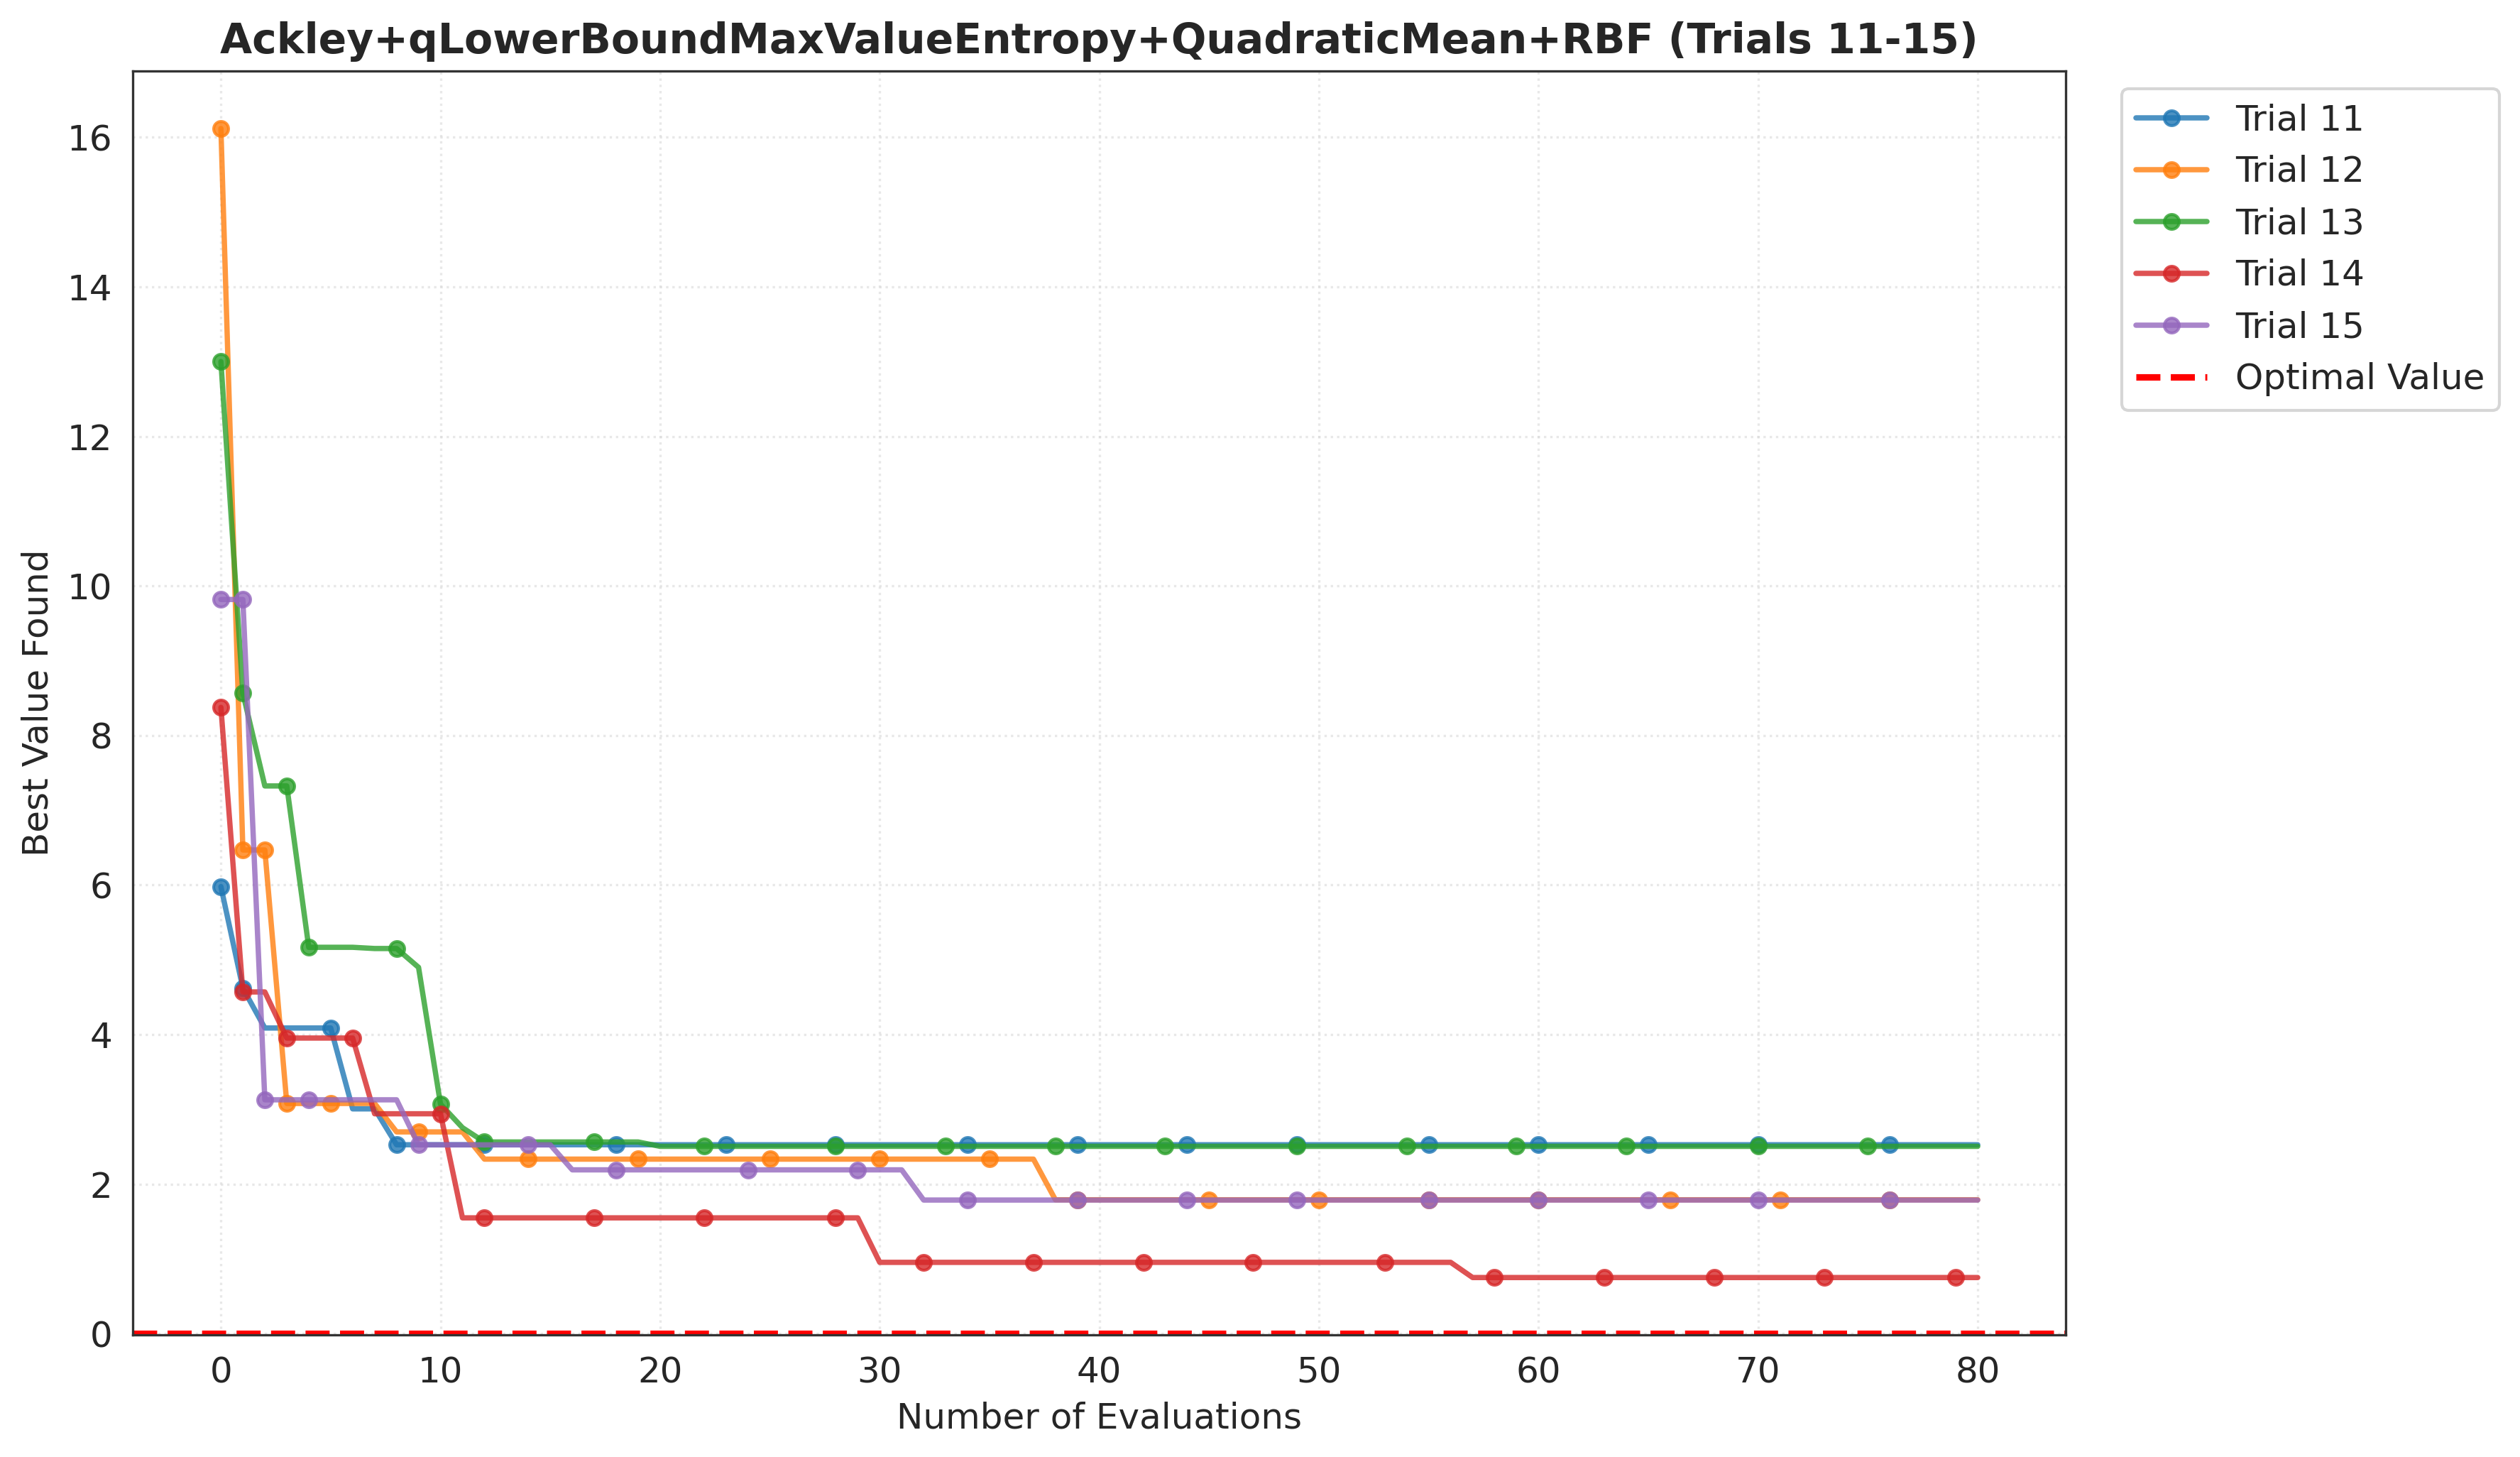 Ackley+qLowerBoundMaxValueEntropy+QuadraticMean+RBF (Trials 11-15)
Best Value Found
16
14
12
10
8
6
4
2
0
0 10 20 30 40 50 60 70 80
Number of Evaluations
Trial 11
Trial 12
Trial 13
Trial 14
Trial 15
Optimal Value